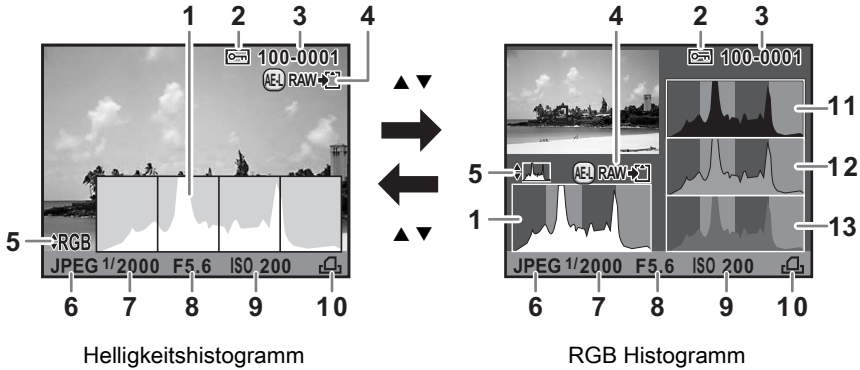 1 2 3 4
100-0001
AE-L RAW
5 RGB
JPEG 1/2000 F5.6 ISO 200
6 7 8 9 10
Helligkeitshistogramm
▲▼
▲▼
4 2 3
100-0001
11
12
13
5 AE-L RAW
1
JPEG 1/2000 F5.6 ISO 200
6 7 8 9 10
RGB Histogramm